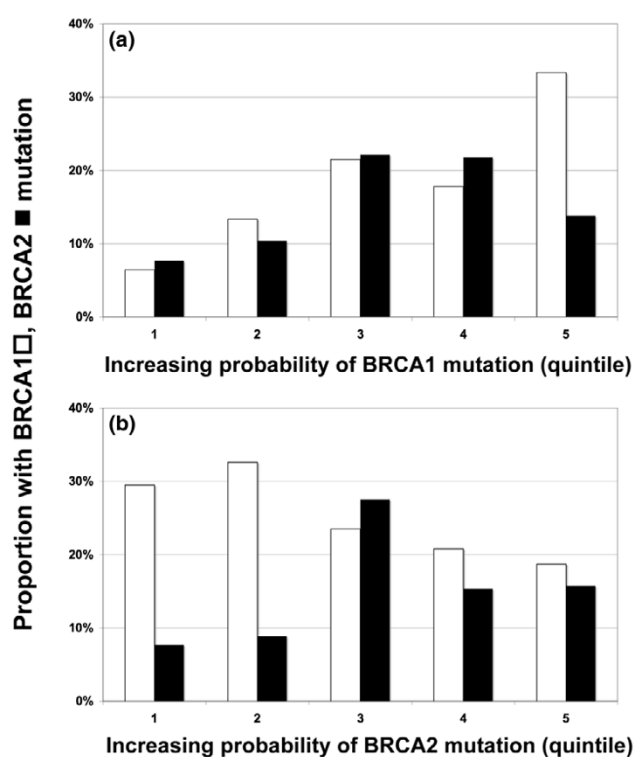 Proportion with BRCA1□, BRCA2 ■ mutation
(a)
40%
30%
20%
10%
0%
1 2 3 4 5
Increasing probability of BRCA1 mutation (quintile)
(b)
40%
30%
20%
10%
0%
1 2 3 4 5
Increasing probability of BRCA2 mutation (quintile)